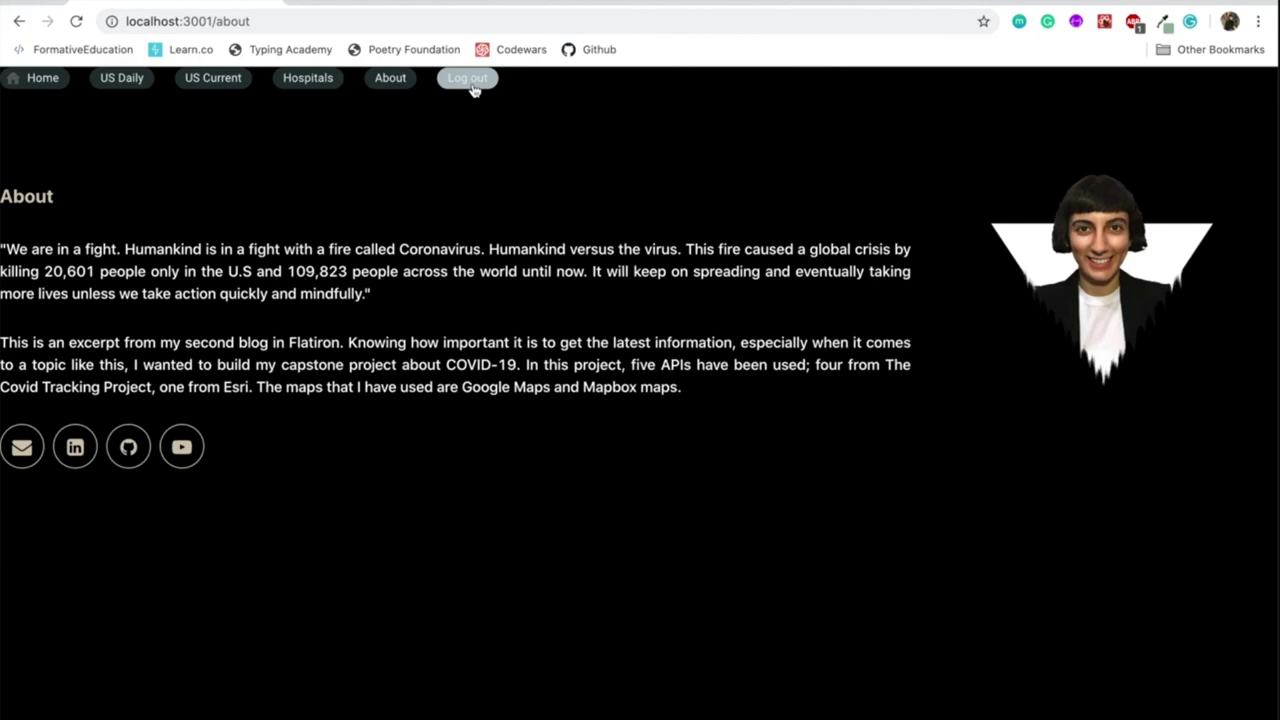 localhost:3001/about
FormativeEducation Learn.co Typing Academy Poetry Foundation Codewars Github Other Bookmarks
Home US Daily US Current Hospitals About Log out
About
"We are in a fight. Humankind is in a fight with a fire called Coronavirus. Humankind versus the virus. This fire caused a global crisis by
killing 20,601 people only in the U.S and 109,823 people across the world until now. It will keep on spreading and eventually taking
more lives unless we take action quickly and mindfully."
This is an excerpt from my second blog in Flatiron. Knowing how important it is to get the latest information, especially when it comes
to a topic like this, I wanted to build my capstone project about COVID-19. In this project, five APIs have been used; four from The
Covid Tracking Project, one from Esri. The maps that I have used are Google Maps and Mapbox maps.